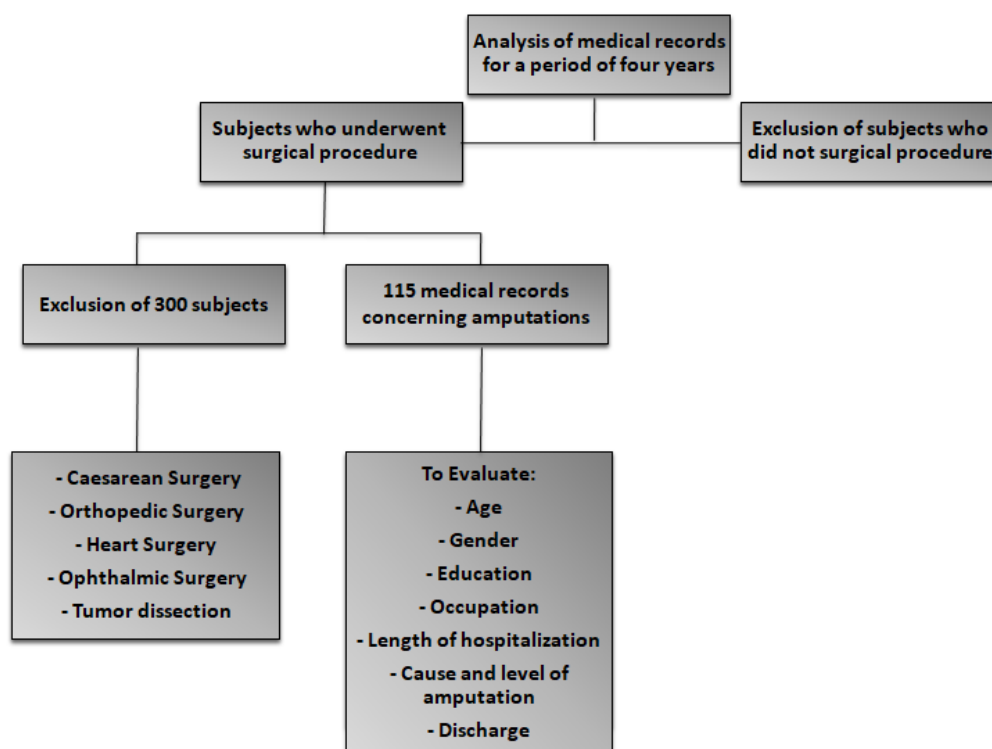 Analysis of medical records
for a period of four years
Subjects who underwent
surgical procedure
Exclusion of subjects who
did not surgical procedure
Exclusion of 300 subjects
115 medical records
concerning amputations
- Caesarean Surgery
- Orthopedic Surgery
- Heart Surgery
- Ophthalmic Surgery
- Tumor dissection
To Evaluate:
- Age
- Gender
- Education
- Occupation
- Length of hospitalization
- Cause and level of
amputation
- Discharge